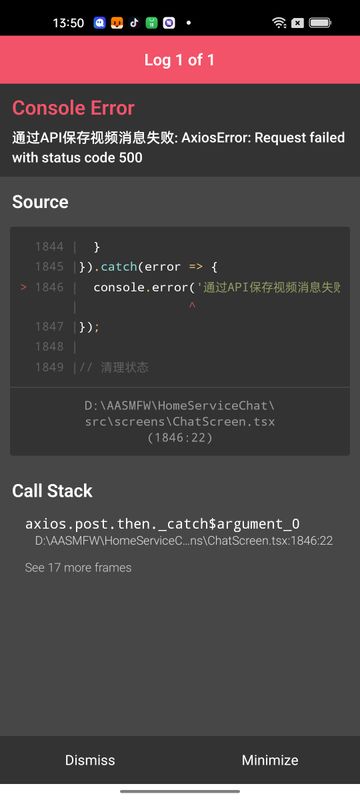 13:50
Log 1 of 1
Console Error
通过API保存视频消息失败: AxiosError: Request failed
with status code 500
Source
1844 |   }
1845 |}).catch(error => {
> 1846 |  console.error('通过API保存视频消息失败
|              ^
1847 |});
1848 |
1849 |// 清理状态
D:\AASMFW\HomeServiceChat\
src\screens\ChatScreen.tsx
(1846:22)
Call Stack
axios.post.then._catch$argument_0
D:\AASMFW\HomeServiceC…ns\ChatScreen.tsx:1846:22
See 17 more frames
Dismiss Minimize